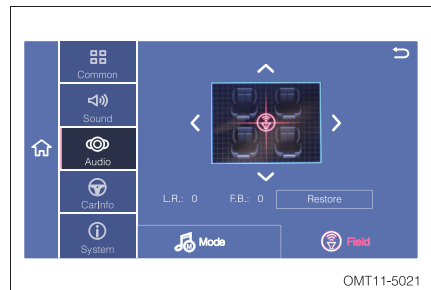 Common
Sound
Audio
CarInfo
System
L.R.: 0 F.B.: 0 Restore
Mode
Field
OMT11-5021